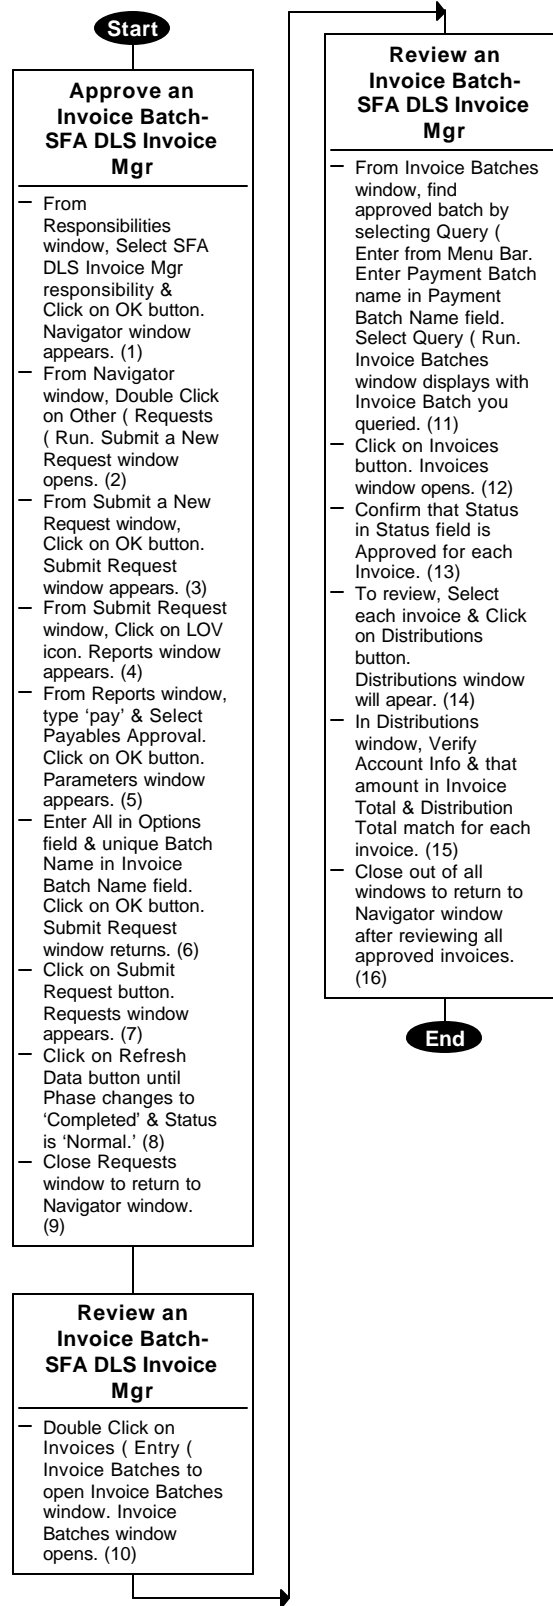 Start
Approve an
Invoice Batch-
SFA DLS Invoice
Mgr
– From
Responsibilities
window, Select SFA
DLS Invoice Mgr
responsibility &
Click on OK button.
Navigator window
appears. (1)
– From Navigator
window, Double Click
on Other ( Requests
( Run. Submit a New
Request window
opens. (2)
– From Submit a New
Request window,
Click on OK button.
Submit Request
window appears. (3)
– From Submit Request
window, Click on LOV
icon. Reports window
appears. (4)
– From Reports window,
type ‘pay’ & Select
Payables Approval.
Click on OK button.
Parameters window
appears. (5)
– Enter All in Options
field & unique Batch
Name in Invoice
Batch Name field.
Click on OK button.
Submit Request
window returns. (6)
– Click on Submit
Request button.
Requests window
appears. (7)
– Click on Refresh
Data button until
Phase changes to
‘Completed’ & Status
is ‘Normal.’ (8)
– Close Requests
window to return to
Navigator window.
(9)
Review an
Invoice Batch-
SFA DLS Invoice
Mgr
– Double Click on
Invoices ( Entry (
Invoice Batches to
open Invoice Batches
window. Invoice
Batches window
opens. (10)
Review an
Invoice Batch-
SFA DLS Invoice
Mgr
– From Invoice Batches
window, find
approved batch by
selecting Query (
Enter from Menu Bar.
Enter Payment Batch
name in Payment
Batch Name field.
Select Query ( Run.
Invoice Batches
window displays with
Invoice Batch you
queried. (11)
– Click on Invoices
button. Invoices
window opens. (12)
– Confirm that Status
in Status field is
Approved for each
Invoice. (13)
– To review, Select
each invoice & Click
on Distributions
button.
Distributions window
will apear. (14)
– In Distributions
window, Verify
Account Info & that
amount in Invoice
Total & Distribution
Total match for each
invoice. (15)
– Close out of all
windows to return to
Navigator window
after reviewing all
approved invoices.
(16)
End